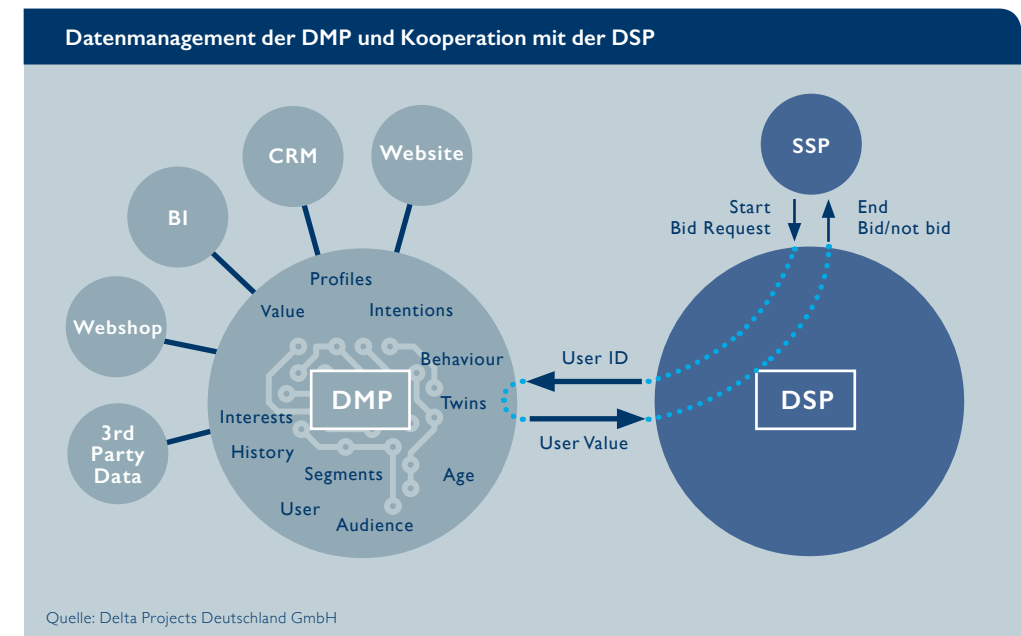 Datenmanagement der DMP und Kooperation mit der DSP
CRM
Website
BI
Webshop
3rd
Party
Data
Profiles
Value
Intentions
Behaviour
DMP
Twins
Interests
History
Segments
Age
User
Audience
User ID
User Value
SSP
Start
Bid Request
End
Bid/not bid
DSP
Quelle: Delta Projects Deutschland GmbH